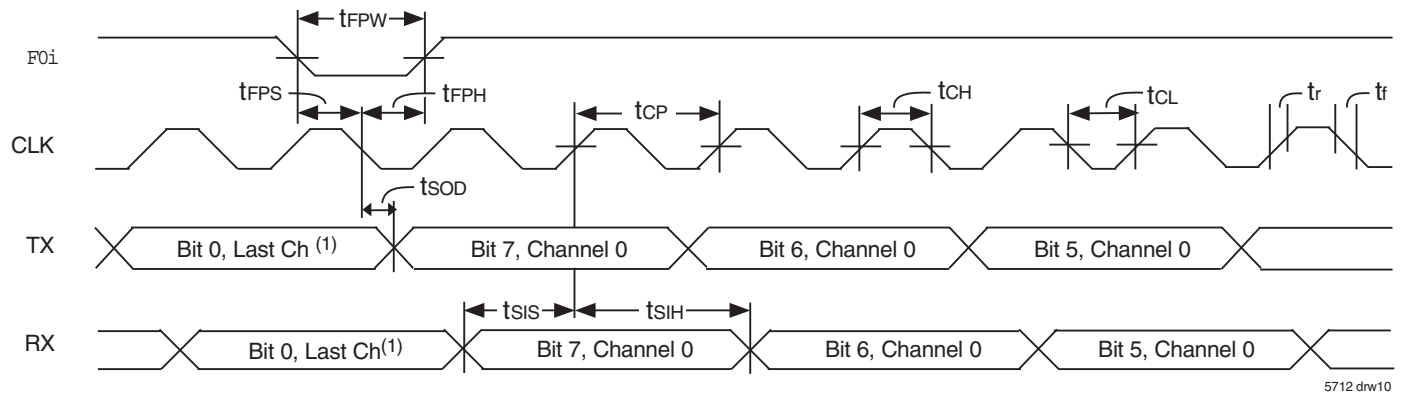 tFPW
F0i
tFPS
tFPH
tCP
tCH
tCL
tr
tf
CLK
tSOD
TX
Bit 0, Last Ch (1)
Bit 7, Channel 0
Bit 6, Channel 0
Bit 5, Channel 0
tSIS
tSIH
RX
Bit 0, Last Ch(1)
Bit 7, Channel 0
Bit 6, Channel 0
Bit 5, Channel 0
5712 drw10